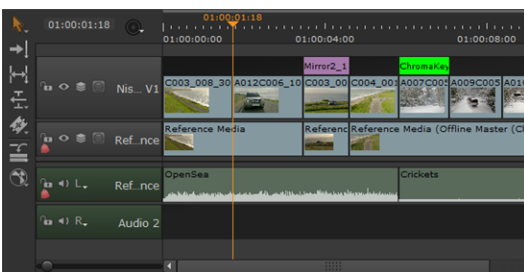 01:00:01:18
01:00:01:18
01:00:00:00 01:00:04:00 01:00:08:00
Mirror2_1 ChromaKey
Nis... V1 C003_008_30 A012C006_10 C003_00 C004_001 A007C005 A009C005 A01
Ref...nce Reference Media Referenc Reference Media (Offline Master (Cl
L Ref...nce OpenSea Crickets
R Audio 2